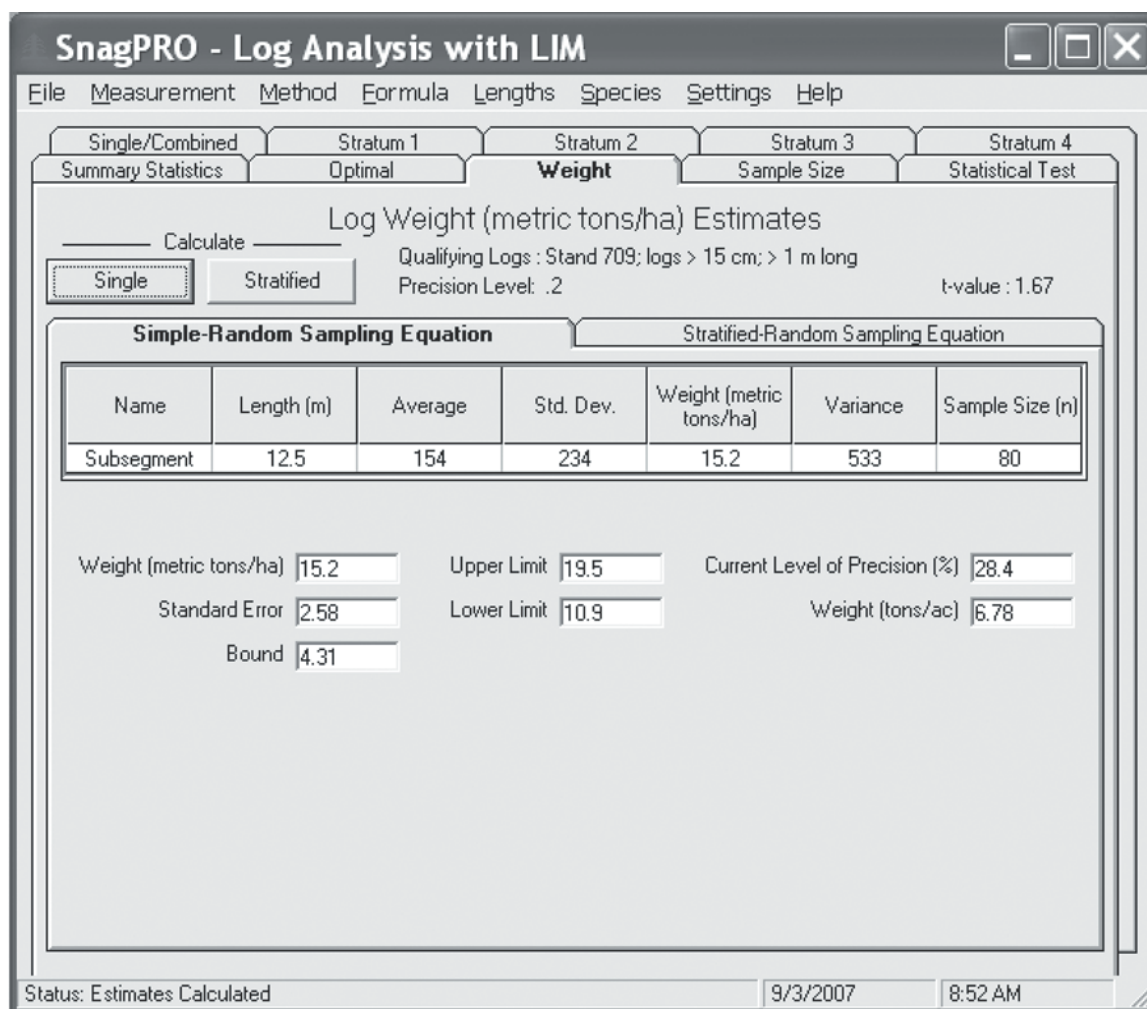 SnagPRO - Log Analysis with LIM
File Measurement Method Formula Lengths Species Settings Help
Single/Combined Stratum 1 Stratum 2 Stratum 3 Stratum 4
Summary Statistics Optimal Weight Sample Size Statistical Test
Log Weight (metric tons/ha) Estimates
Calculate
Single Stratified
Qualifying Logs : Stand 709; logs > 15 cm; > 1 m long
Precision Level: .2 t-value : 1.67
Simple-Random Sampling Equation Stratified-Random Sampling Equation
Name Length (m) Average Std. Dev. Weight (metric tons/ha) Variance Sample Size (n)
Subsegment 12.5 154 234 15.2 533 80
Weight (metric tons/ha) 15.2 Upper Limit 19.5 Current Level of Precision (%) 28.4
Standard Error 2.58 Lower Limit 10.9 Weight (tons/ac) 6.78
Bound 4.31
Status: Estimates Calculated 9/3/2007 8:52 AM